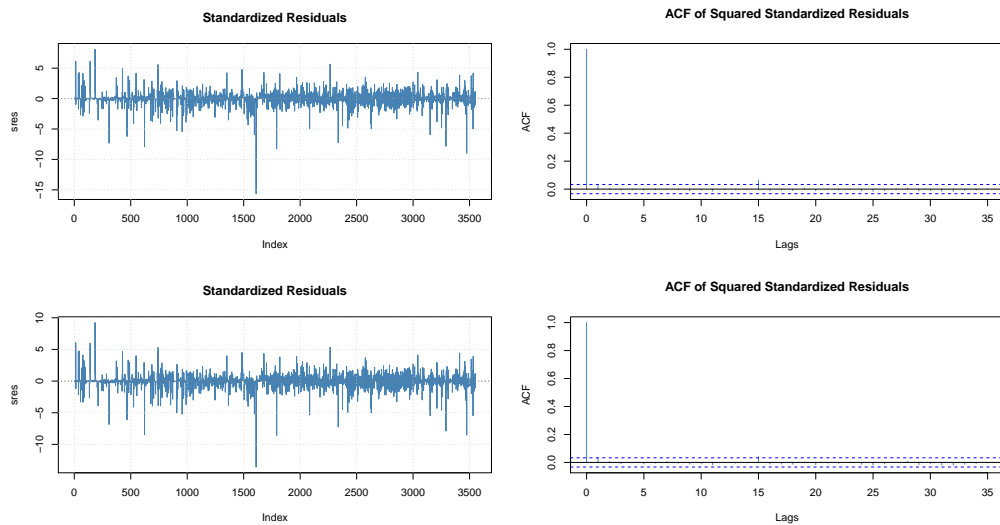 Standardized Residuals
sres
5
0
−5
−10
−15
0 500 1000 1500 2000 2500 3000 3500
Index
ACF of Squared Standardized Residuals
ACF
1.0
0.8
0.6
0.4
0.2
0.0
0 5 10 15 20 25 30 35
Lags
Standardized Residuals
sres
10
5
0
−5
−10
0 500 1000 1500 2000 2500 3000 3500
Index
ACF of Squared Standardized Residuals
ACF
1.0
0.8
0.6
0.4
0.2
0.0
0 5 10 15 20 25 30 35
Lags